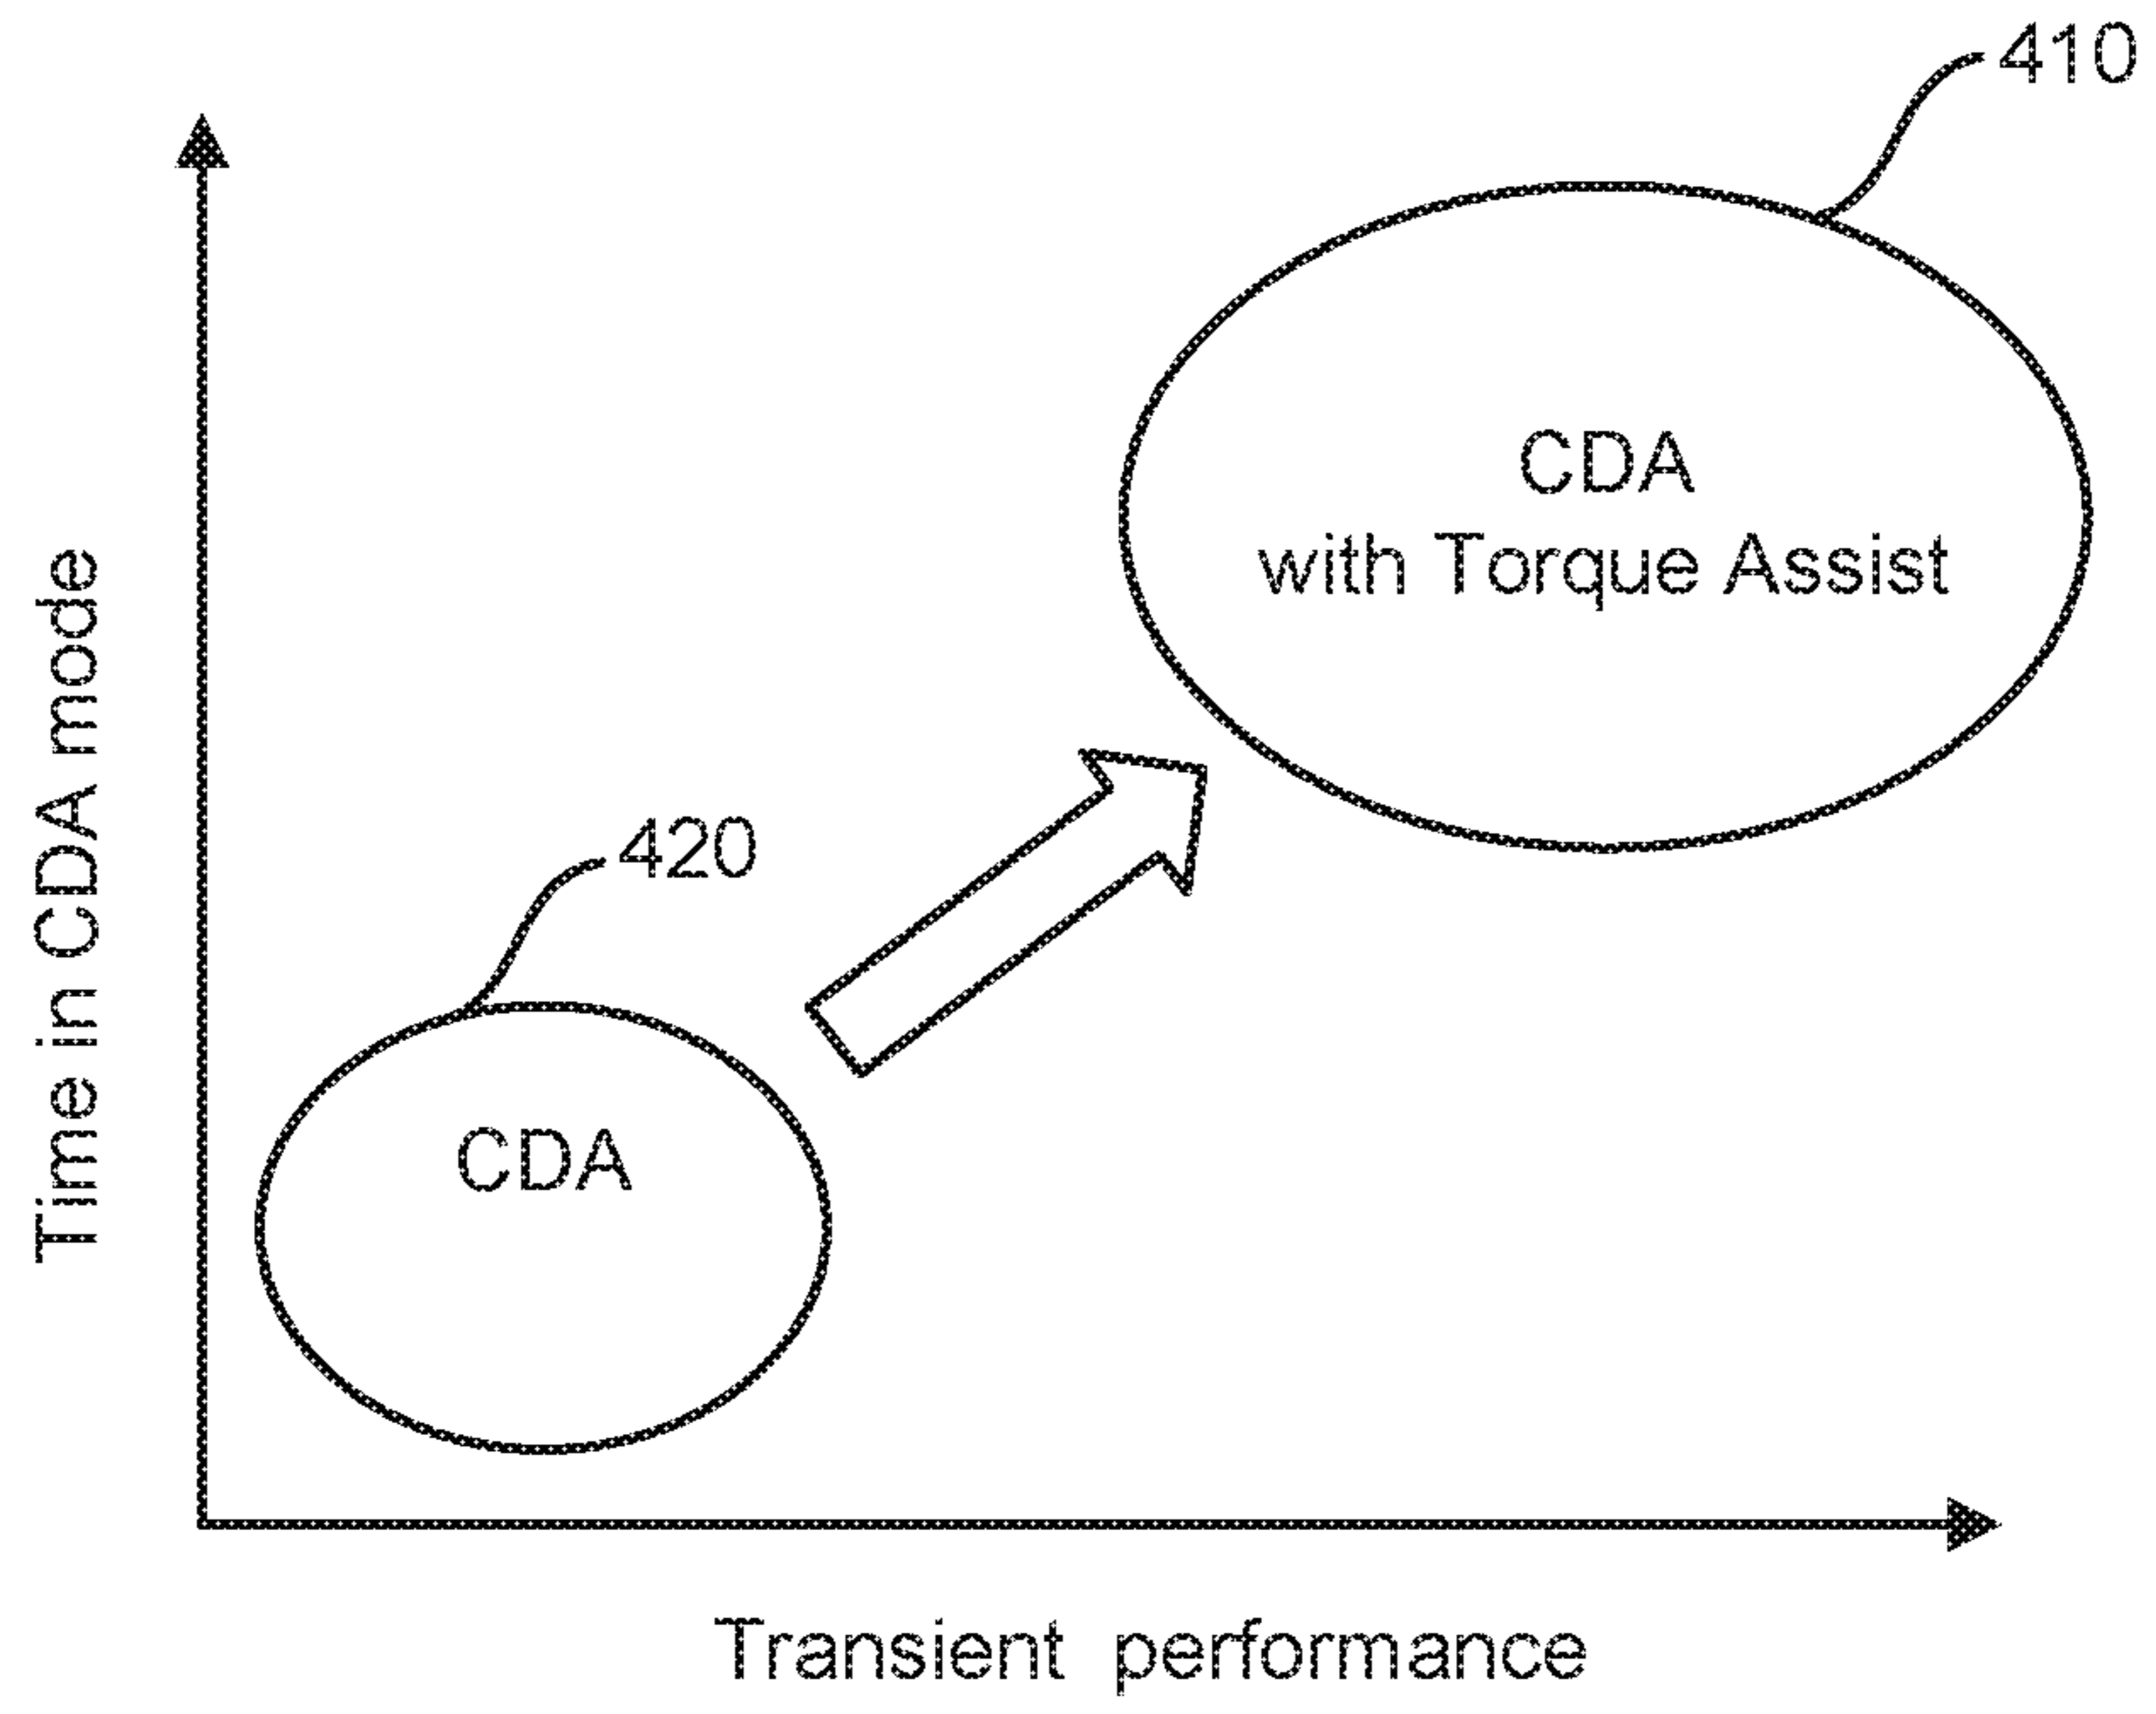 410
CDA
with Torque Assist
Time in CDA mode
420
CDA
Transient performance